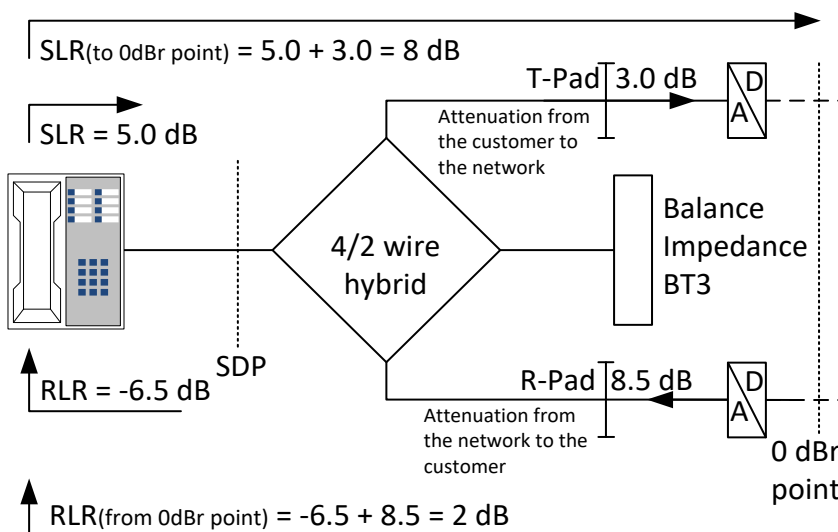 SLR(to 0dBr point) = 5.0 + 3.0 = 8 dB
T-Pad 3.0 dB
D
A
SLR = 5.0 dB
Attenuation from
the customer to
the network
4/2 wire
hybrid
Balance
Impedance
BT3
SDP
RLR = -6.5 dB
R-Pad 8.5 dB
D
A
Attenuation from
the network to the
customer
0 dBr
point
RLR(from 0dBr point) = -6.5 + 8.5 = 2 dB